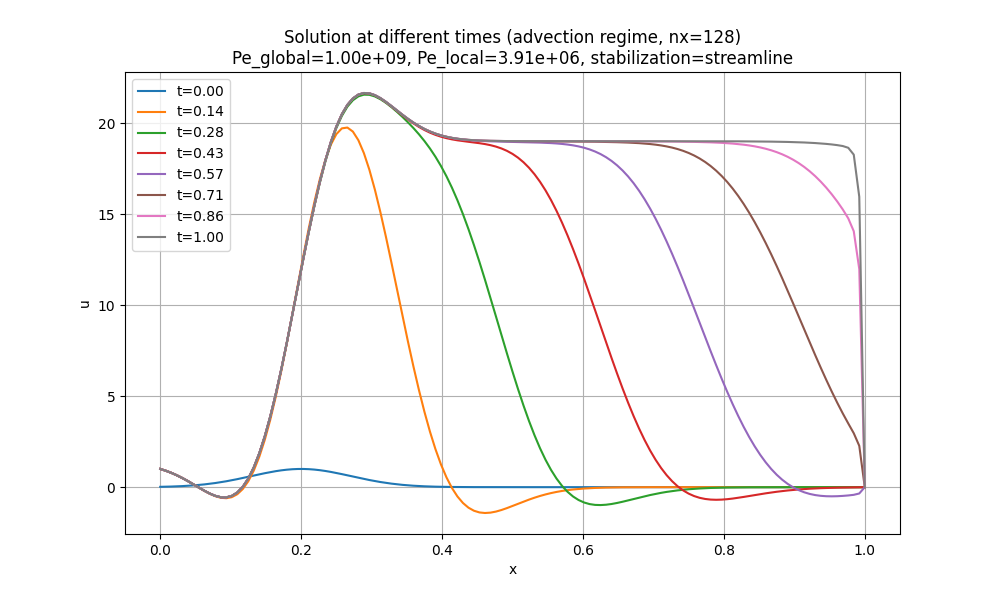 Solution at different times (advection regime, nx=128)
Pe_global=1.00e+09, Pe_local=3.91e+06, stabilization=streamline
t=0.00
t=0.14
t=0.28
t=0.43
t=0.57
t=0.71
t=0.86
t=1.00
20
15
10
5
0
u
0.0 0.2 0.4 0.6 0.8 1.0
x